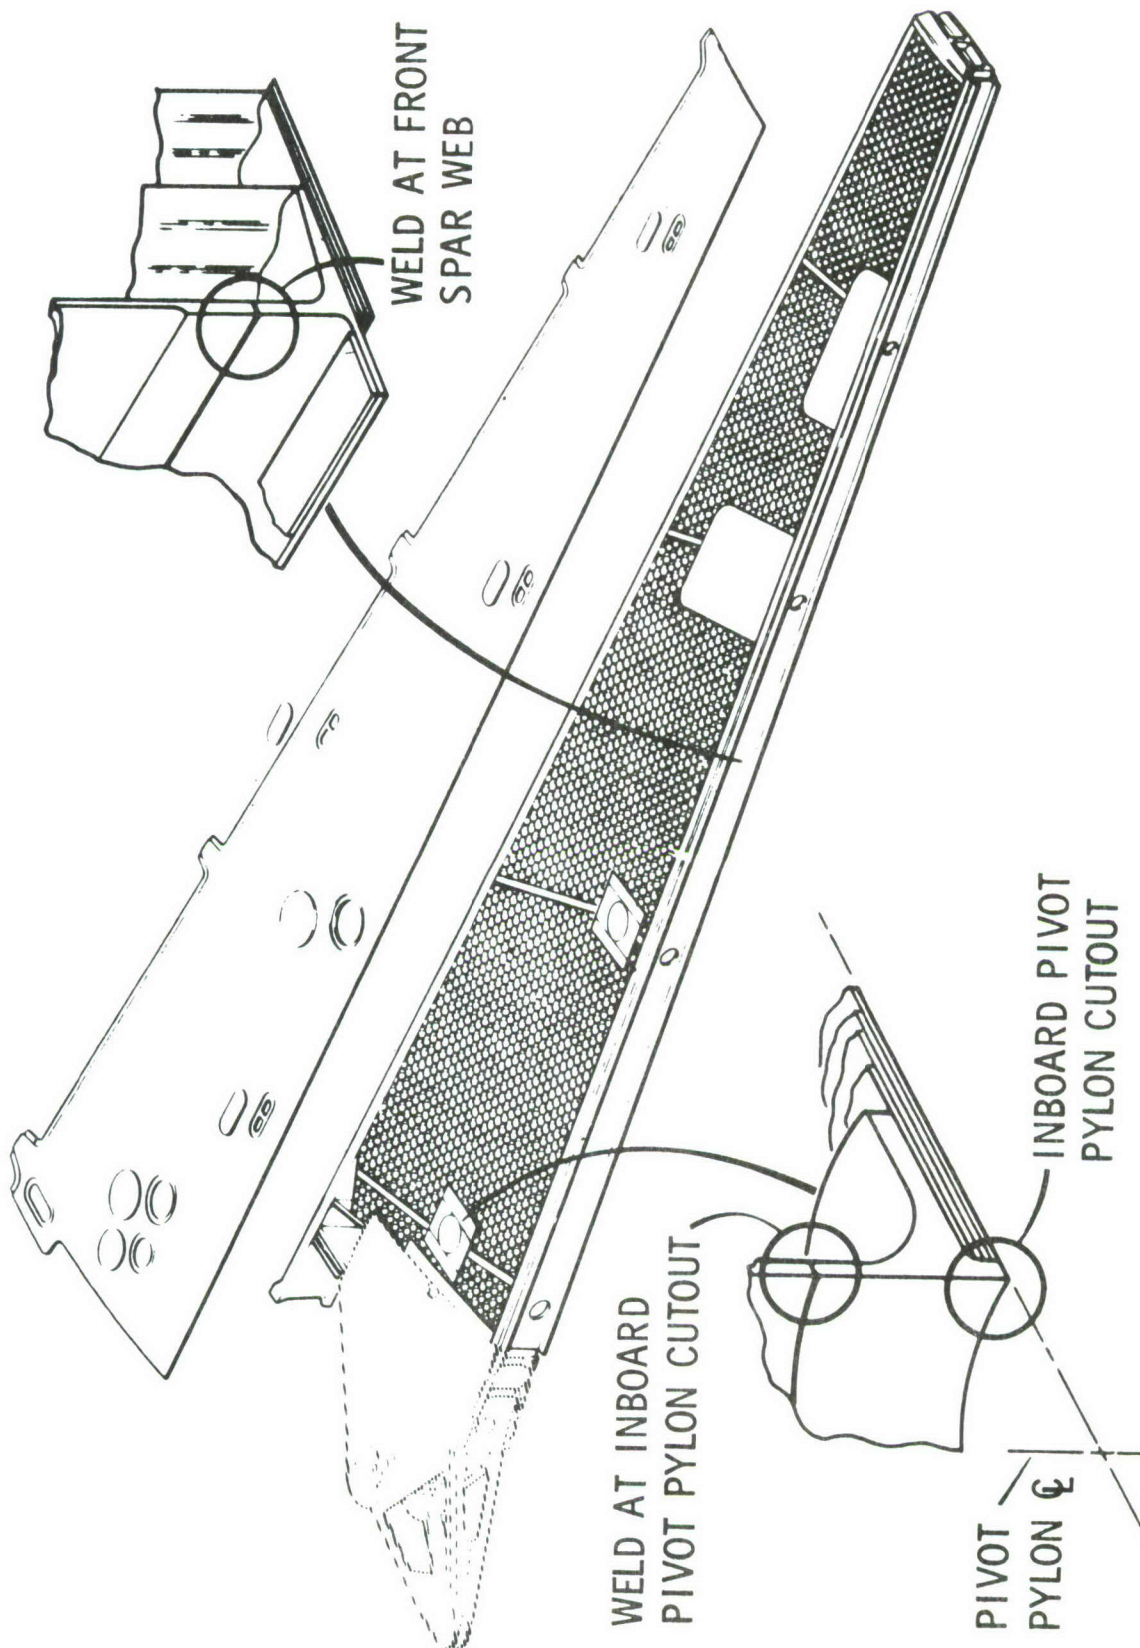 WELD AT FRONT
SPAR WEB
WELD AT INBOARD
PIVOT PYLON CUTOUT
INBOARD PIVOT
PYLON CUTOUT
PIVOT
PYLON ℄